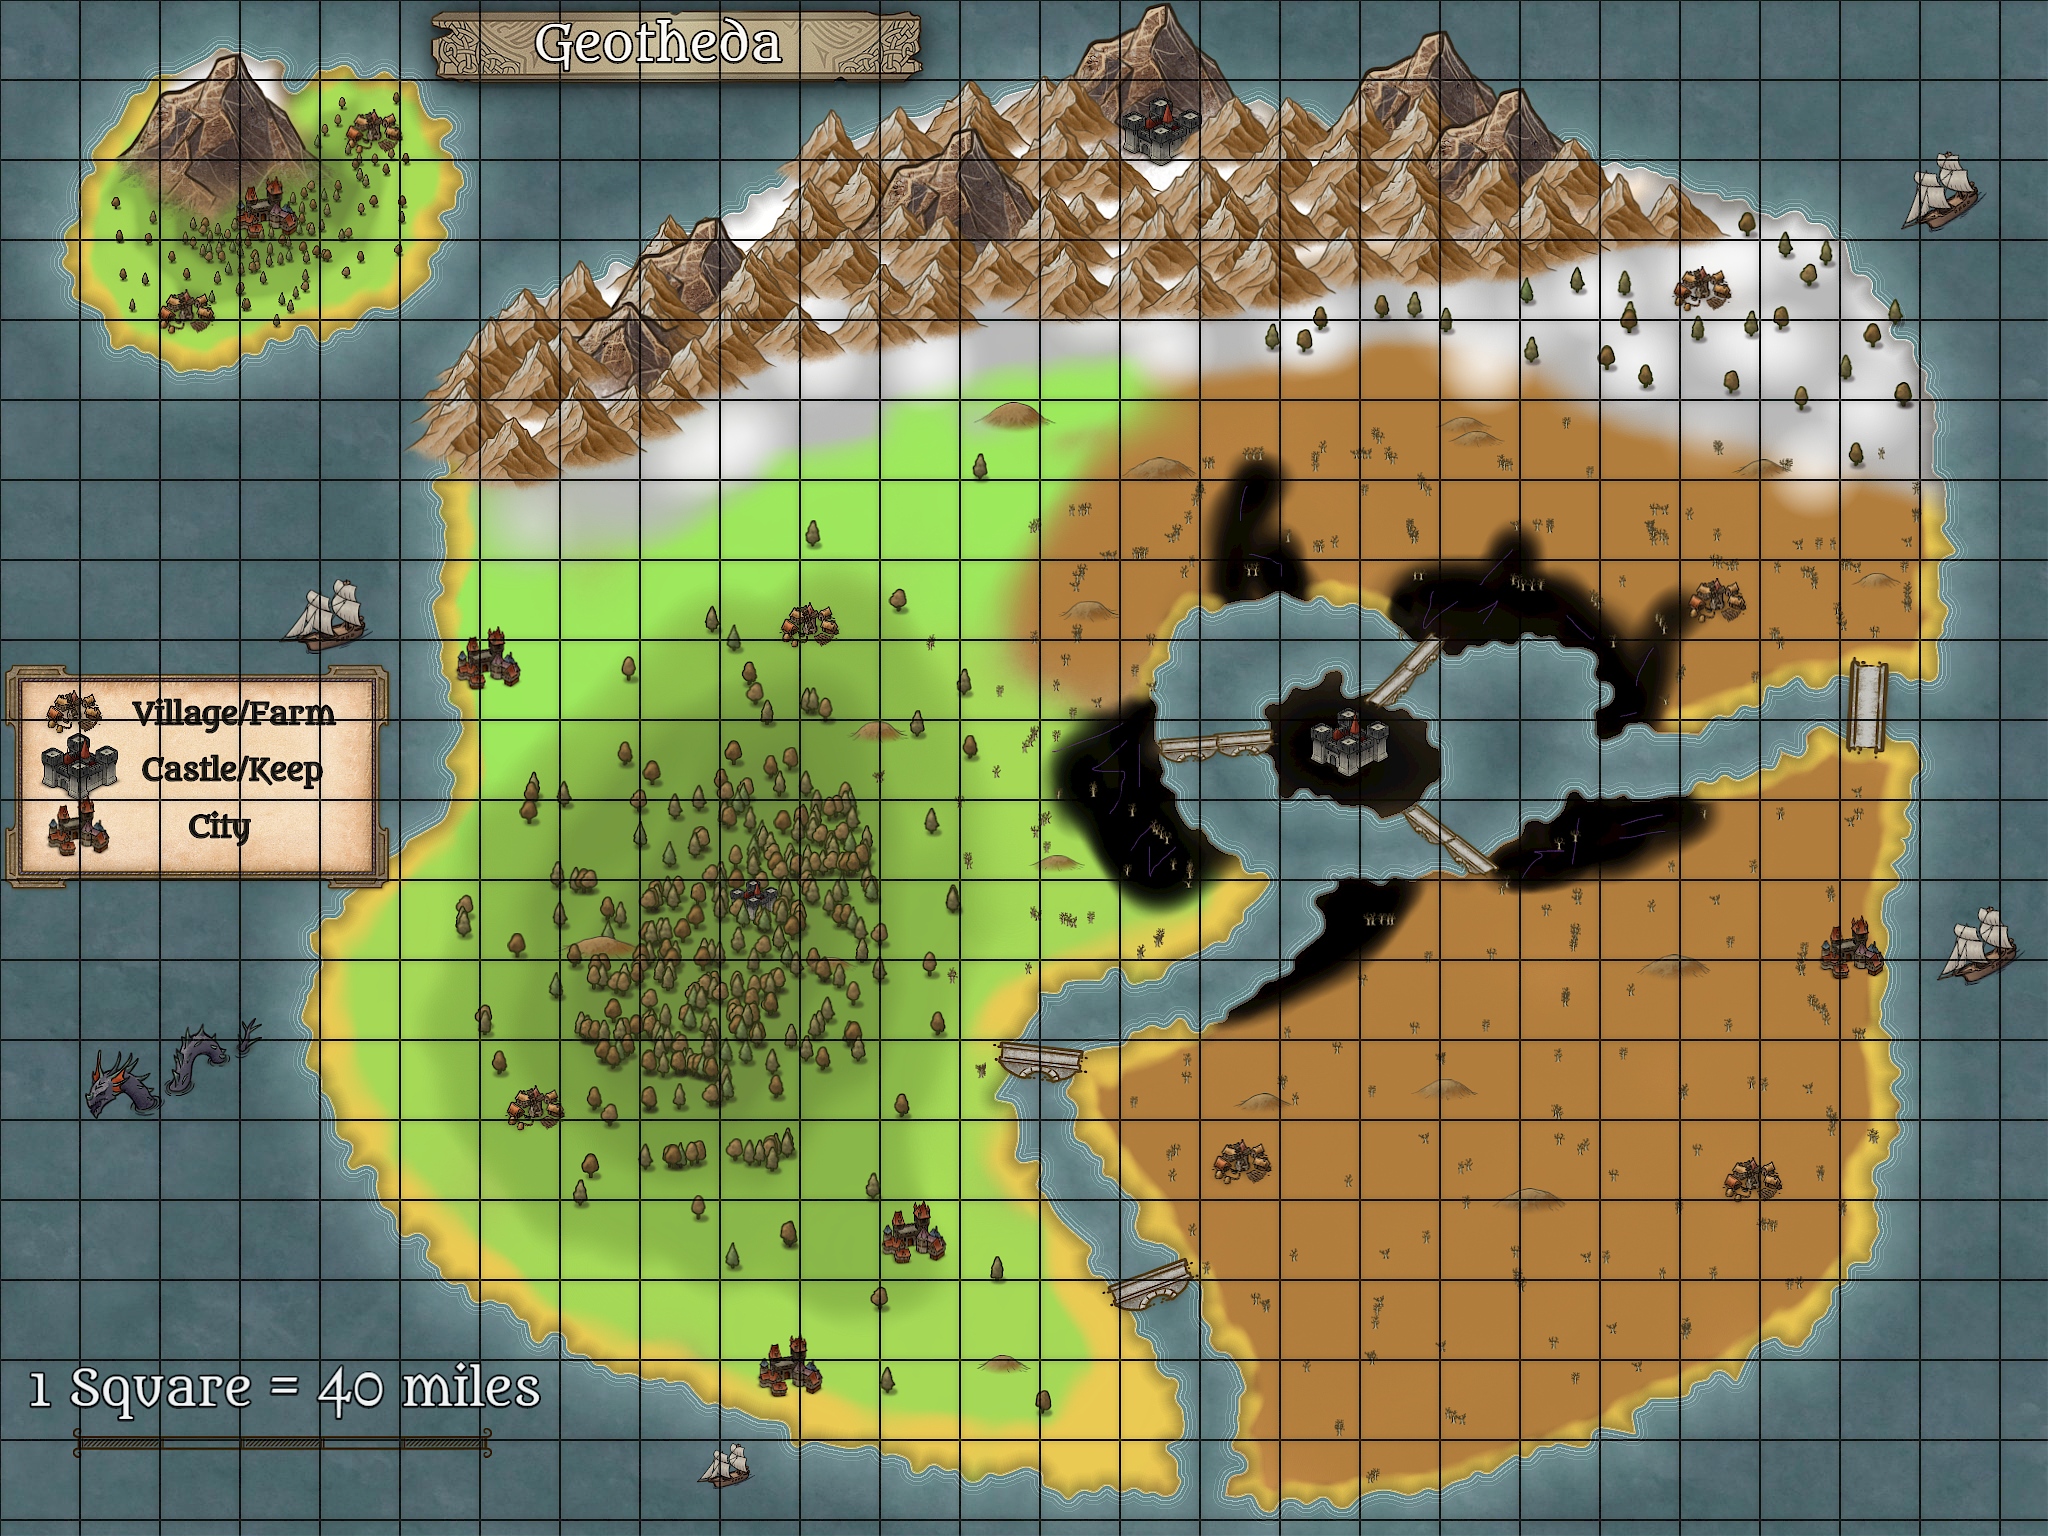 Geotheda
Village/Farm
Castle/Keep
City
1 Square = 40 miles